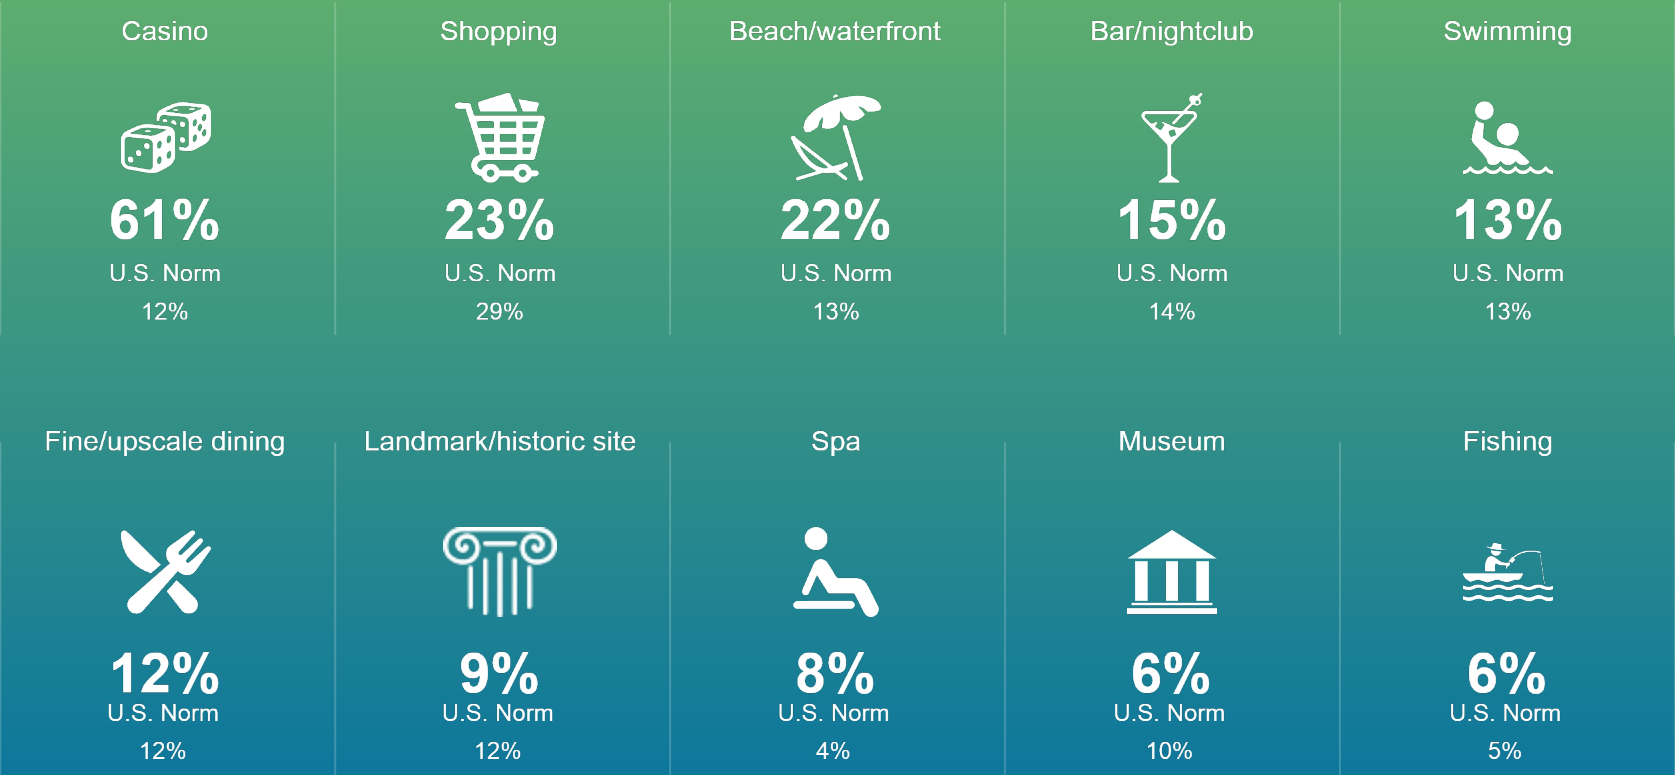 Casino
61%
U.S. Norm
12%
Shopping
23%
U.S. Norm
29%
Beach/waterfront
22%
U.S. Norm
13%
Bar/nightclub
15%
U.S. Norm
14%
Swimming
13%
U.S. Norm
13%
Fine/upscale dining
12%
U.S. Norm
12%
Landmark/historic site
9%
U.S. Norm
12%
Spa
8%
U.S. Norm
4%
Museum
6%
U.S. Norm
10%
Fishing
6%
U.S. Norm
5%